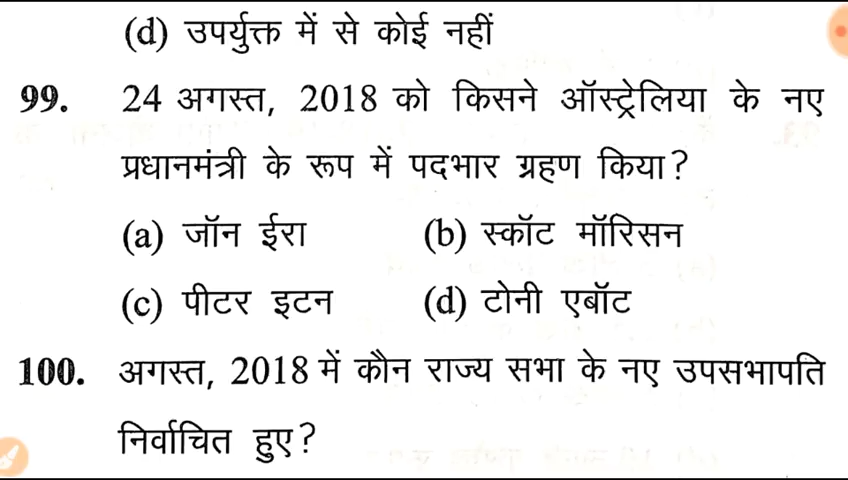 (d) उपर्युक्त में से कोई नहीं
99. 24 अगस्त, 2018 को किसने ऑस्ट्रेलिया के नए
प्रधानमंत्री के रूप में पदभार ग्रहण किया?
(a) जॉन ईरा (b) स्कॉट मॉरिसन
(c) पीटर इटन (d) टोनी एबॉट
100. अगस्त, 2018 में कौन राज्य सभा के नए उपसभापति
निर्वाचित हुए?